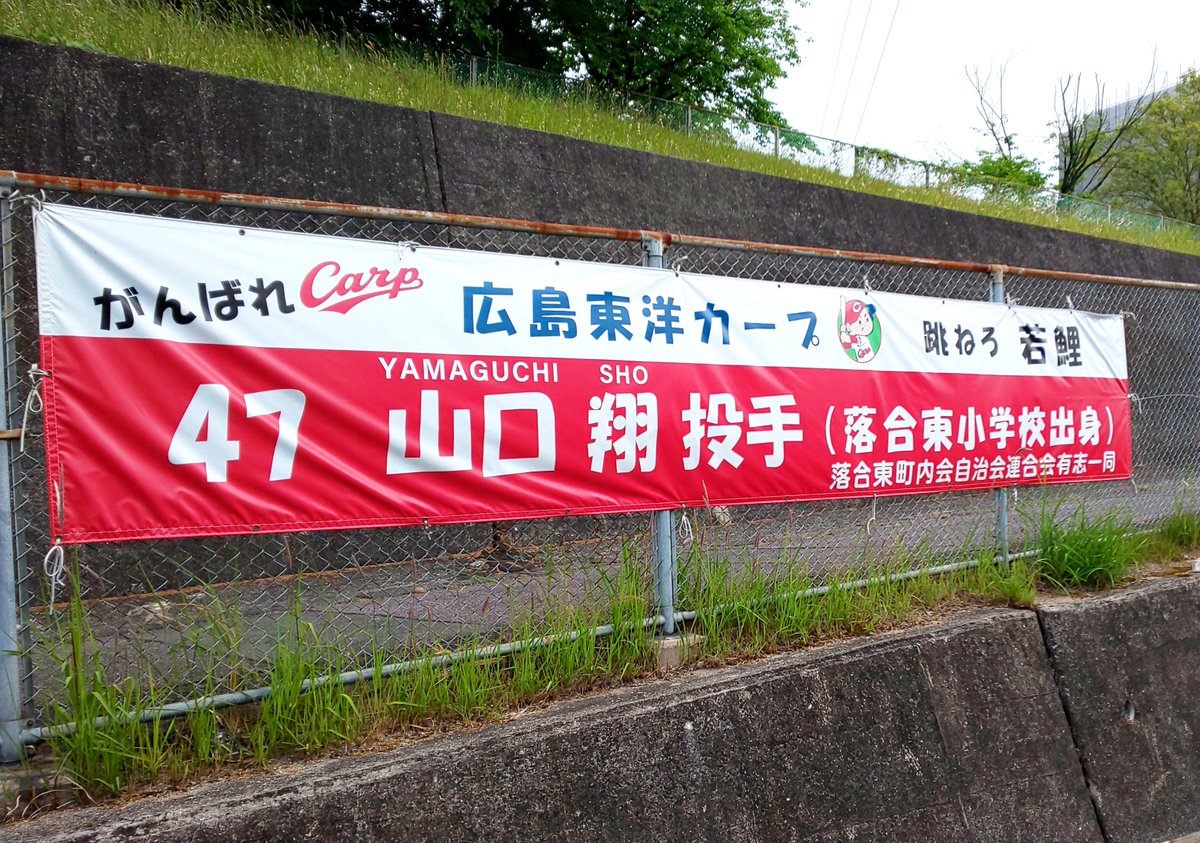 がんばれ Carp 広島東洋カープ Carp 跳ねろ 若鯉
YAMAGUCHI SHO
47 山口 翔 投手 (落合東小学校出身)
落合東町内会自治会連合会有志一同